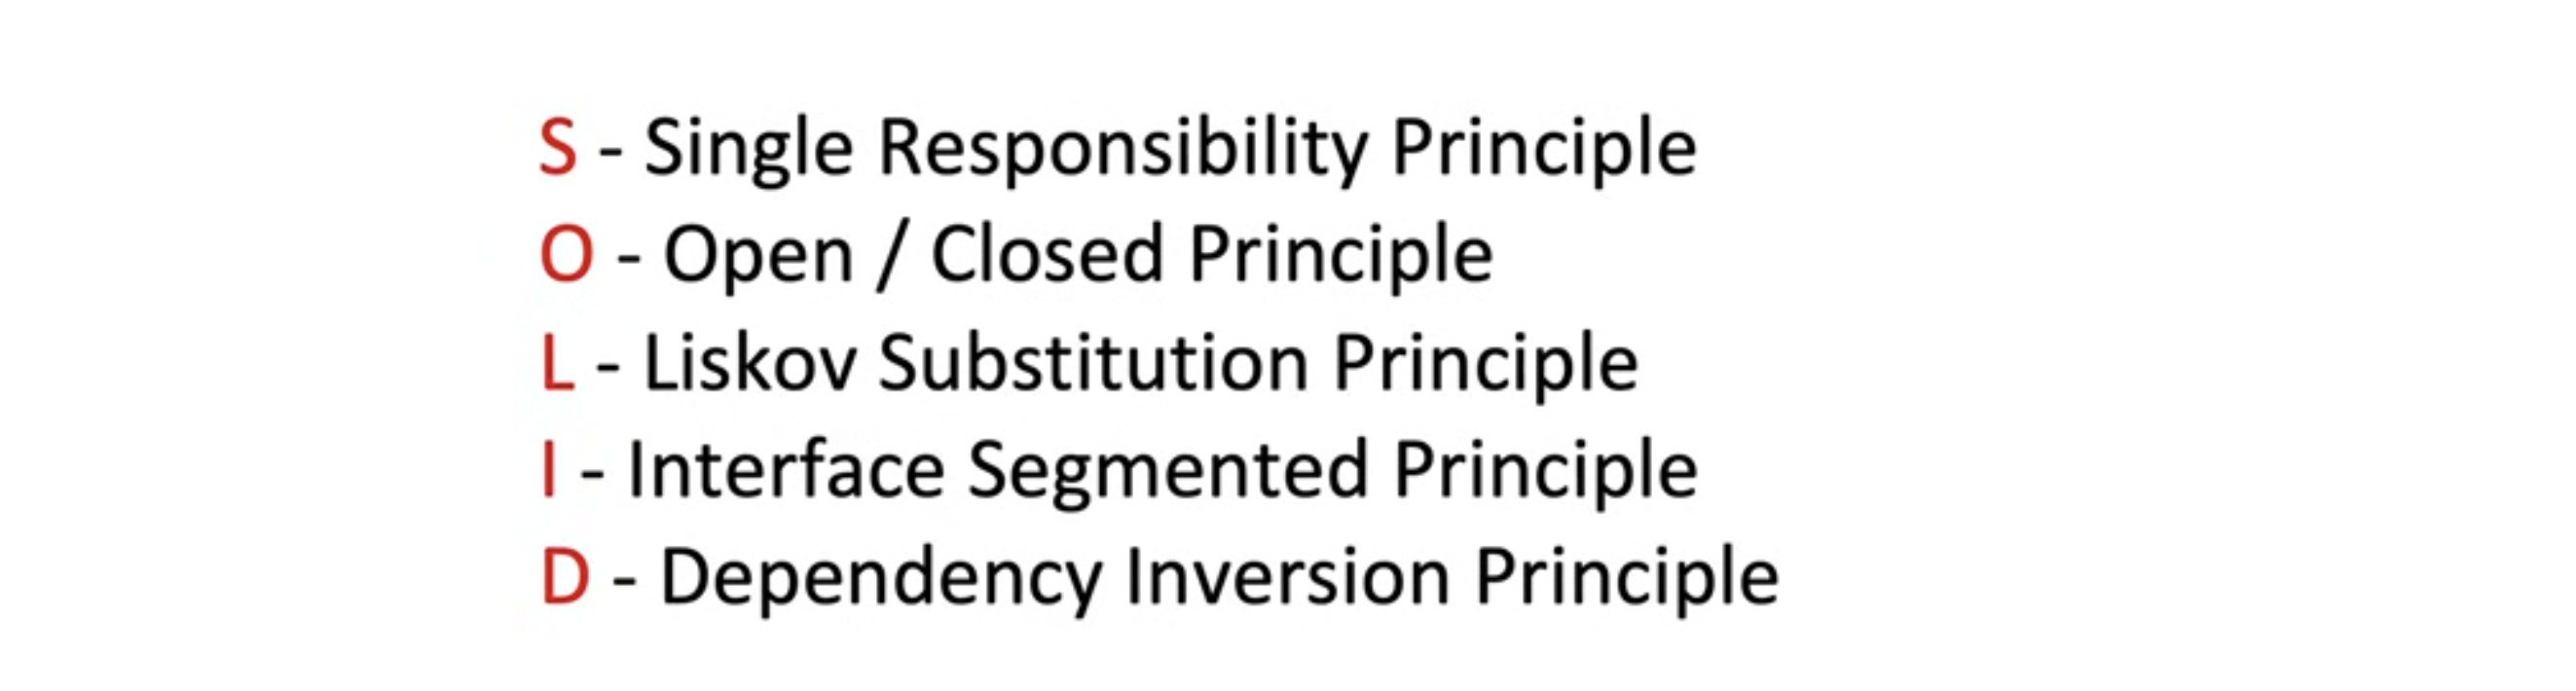 S - Single Responsibility Principle
O - Open / Closed Principle
L - Liskov Substitution Principle
I - Interface Segmented Principle
D - Dependency Inversion Principle